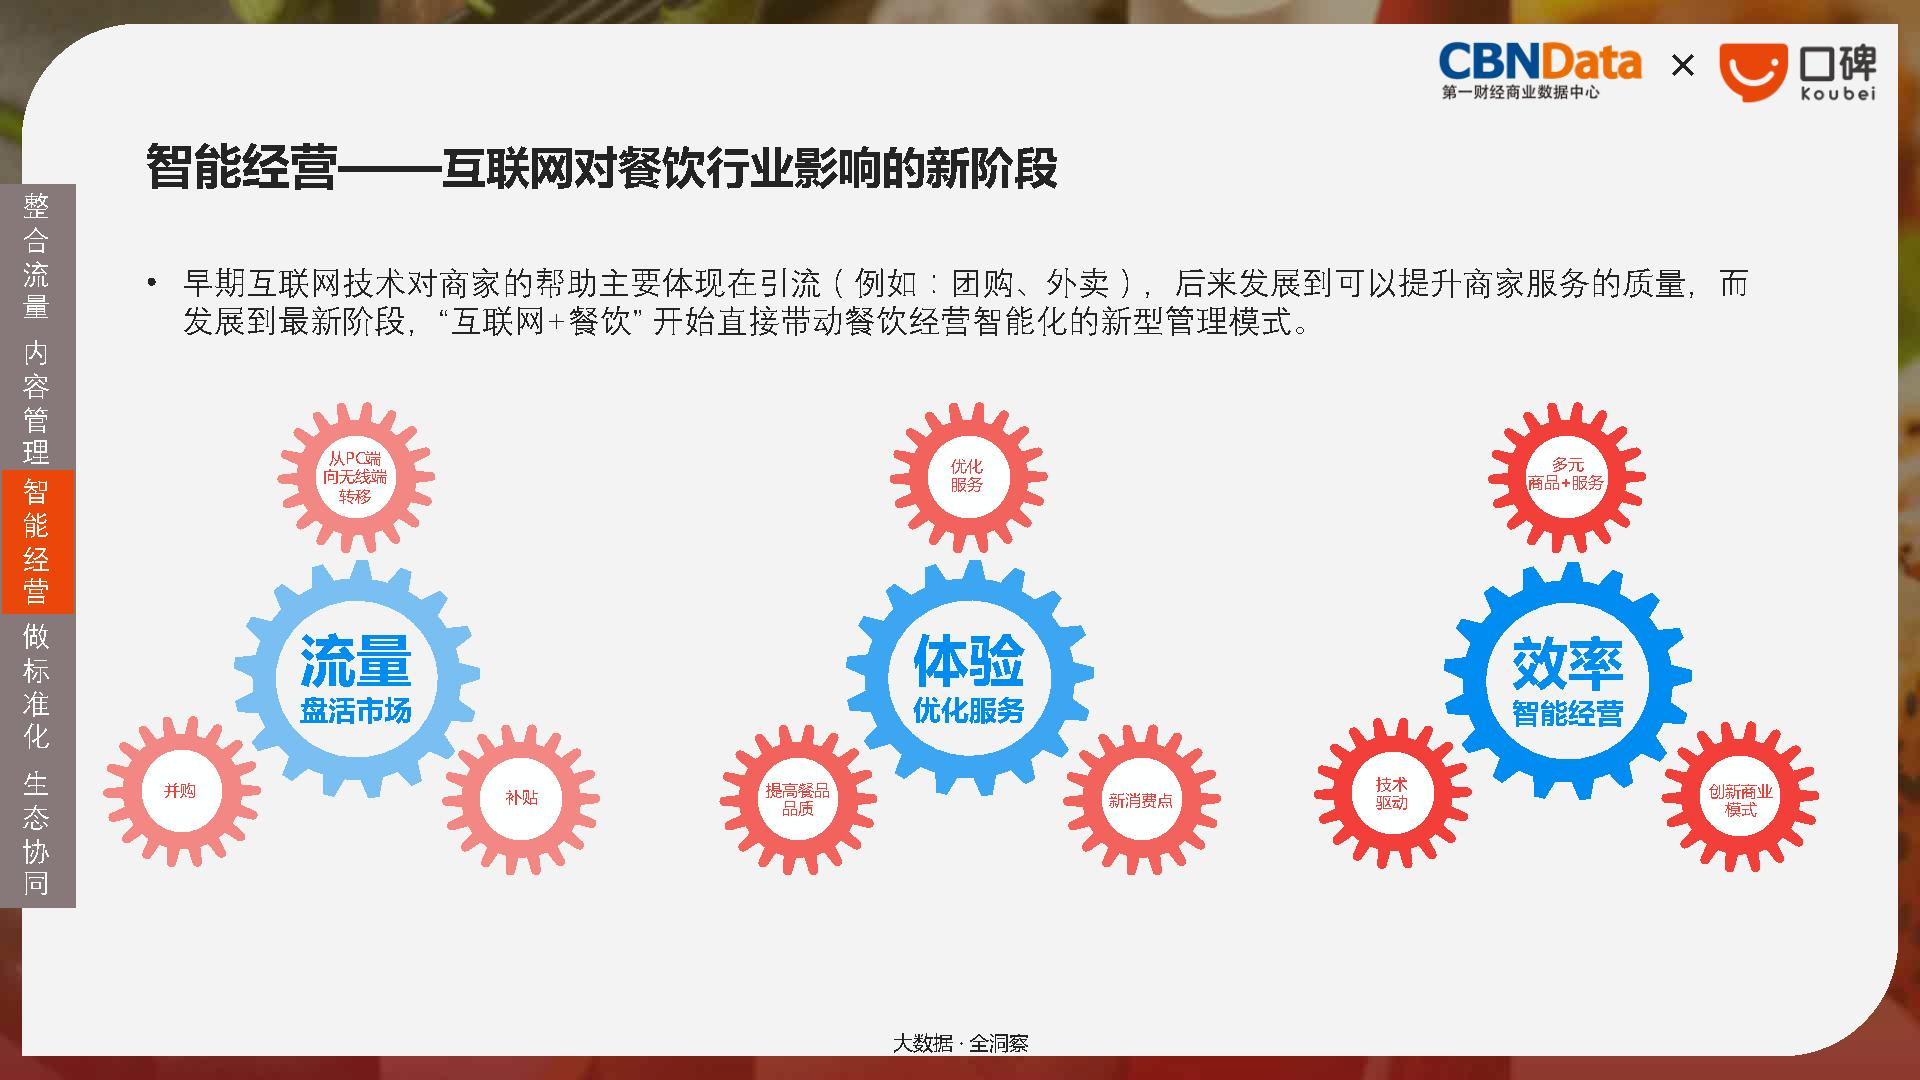 CBNData
第一财经商业数据中心
×
口碑
Koubei
智能经营——互联网对餐饮行业影响的新阶段
整合流量
内容管理
智能经营
做标准化
生态协同
• 早期互联网技术对商家的帮助主要体现在引流（例如：团购、外卖），后来发展到可以提升商家服务的质量，而
发展到最新阶段，“互联网+餐饮” 开始直接带动餐饮经营智能化的新型管理模式。
从PC端
向无线端
转移
流量
盘活市场
并购
补贴
优化
服务
体验
优化服务
提高餐品
品质
新消费点
多元
商品+服务
效率
智能经营
技术
驱动
创新商业
模式
大数据 · 全洞察